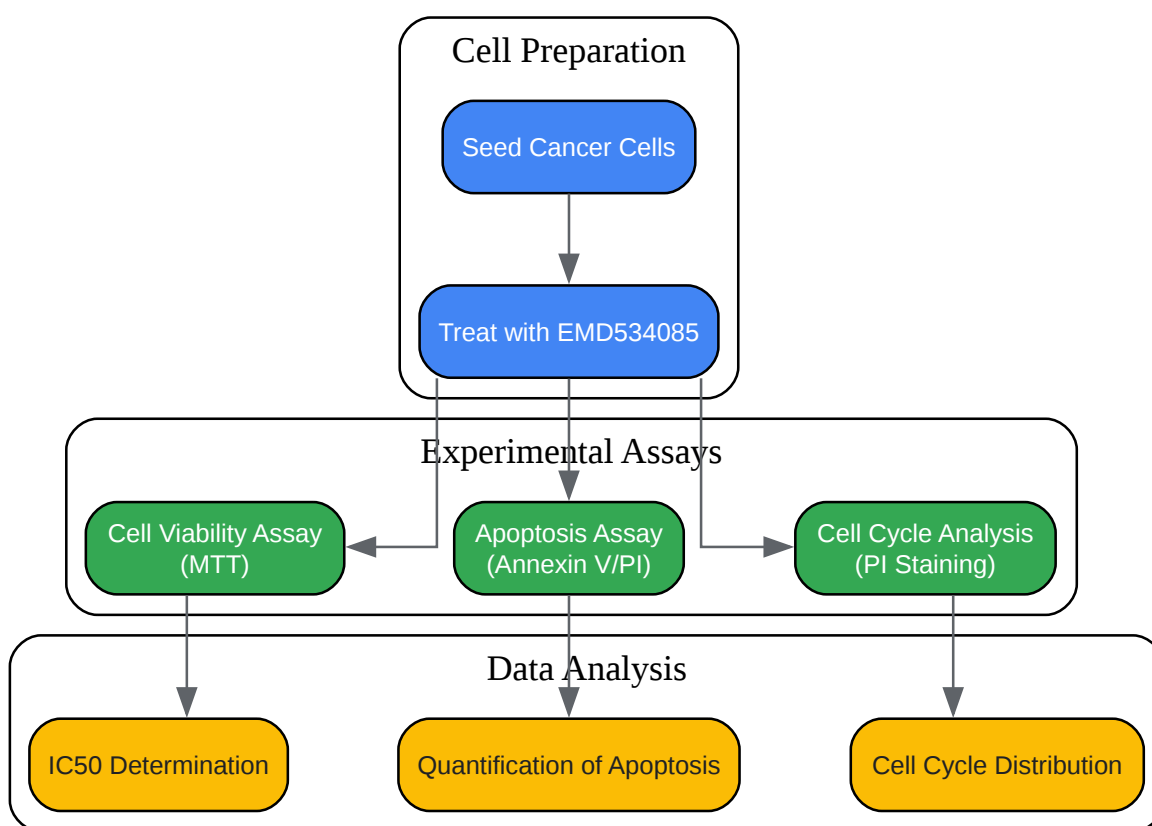 Cell Preparation
Seed Cancer Cells
Treat with EMD534085
Experimental Assays
Cell Viability Assay
(MTT)
Apoptosis Assay
(Annexin V/PI)
Cell Cycle Analysis
(PI Staining)
Data Analysis
IC50 Determination
Quantification of Apoptosis
Cell Cycle Distribution